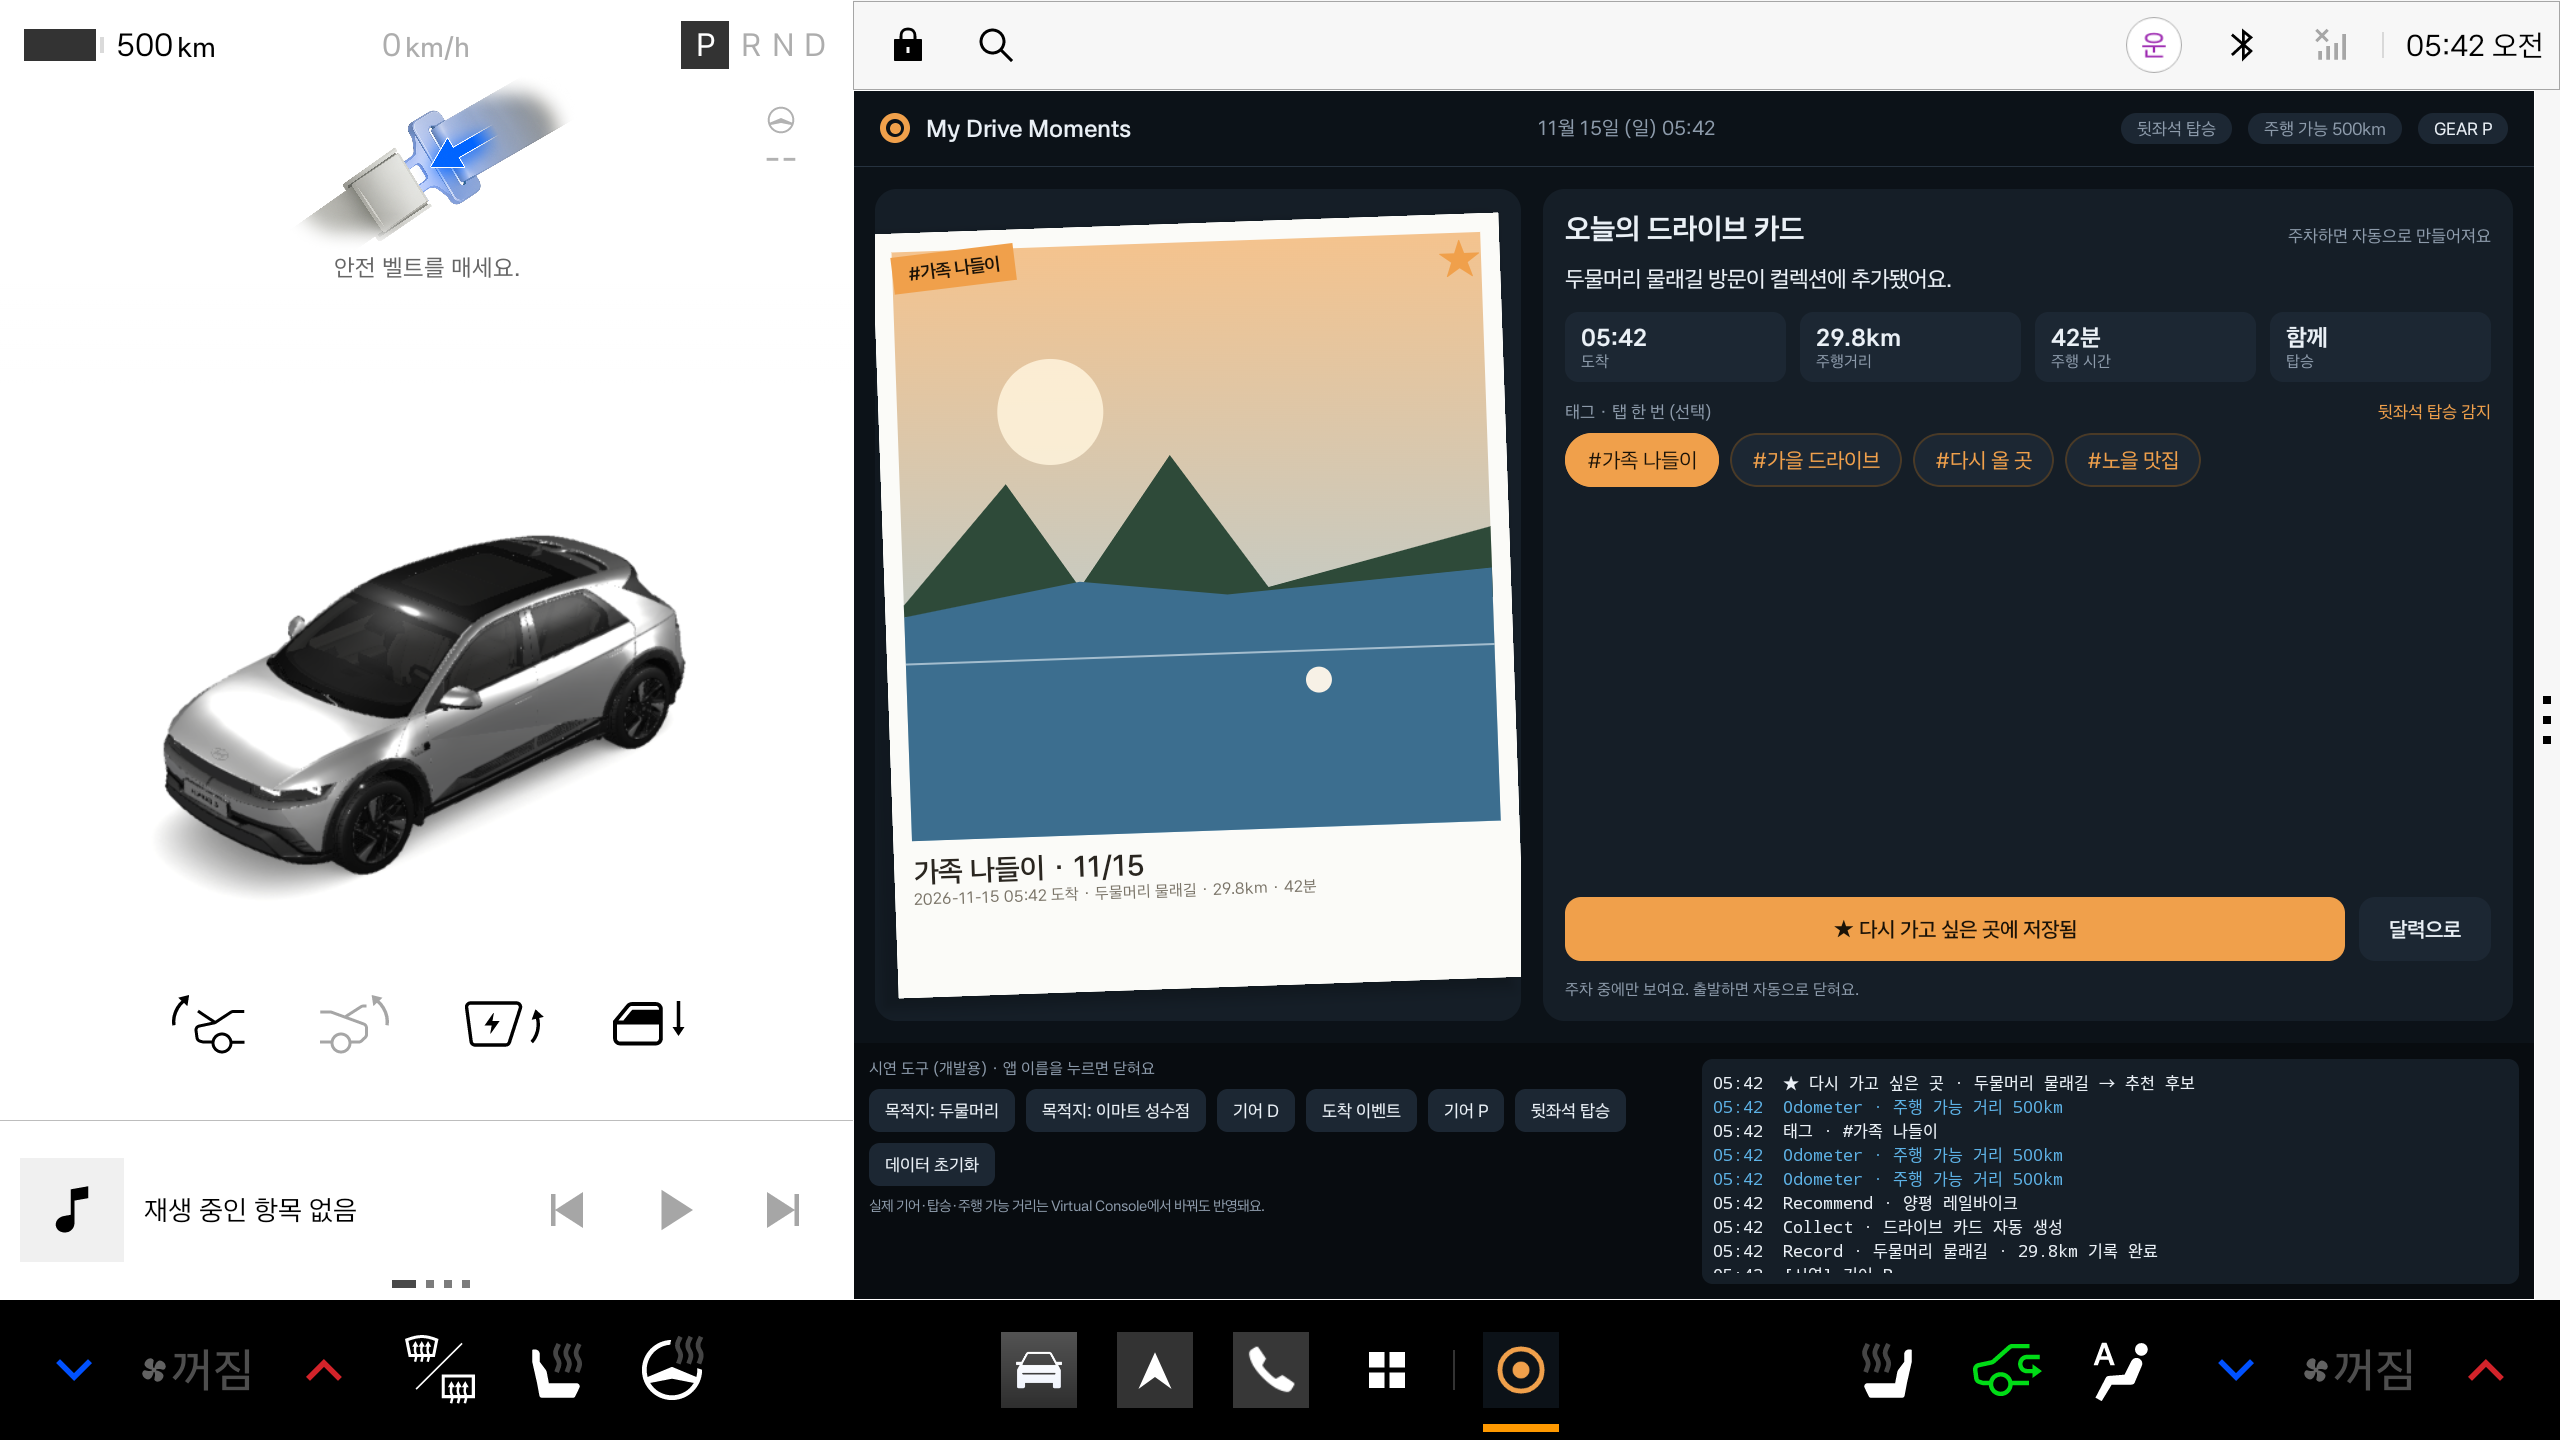 500 km
0 km/h
P R N D
안전 벨트를 매세요.
재생 중인 항목 없음
운
05:42 오전
My Drive Moments
11월 15일 (일) 05:42
뒷좌석 탑승
주행 가능 500km
GEAR P
#가족 나들이
가족 나들이 · 11/15
2026-11-15 05:42 도착 · 두물머리 물래길 · 29.8km · 42분
오늘의 드라이브 카드
주차하면 자동으로 만들어져요
두물머리 물래길 방문이 컬렉션에 추가됐어요.
05:42
도착
29.8km
주행거리
42분
주행 시간
함께
탑승
태그 · 탭 한 번 (선택)
뒷좌석 탑승 감지
#가족 나들이
#가을 드라이브
#다시 올 곳
#노을 맛집
★ 다시 가고 싶은 곳에 저장됨
달력으로
주차 중에만 보여요. 출발하면 자동으로 닫혀요.
시연 도구 (개발용) · 앱 이름을 누르면 닫혀요
목적지: 두물머리
목적지: 이마트 성수점
기어 D
도착 이벤트
기어 P
뒷좌석 탑승
데이터 초기화
실제 기어·탑승·주행 가능 거리는 Virtual Console에서 바꿔도 반영돼요.
05:42 ★ 다시 가고 싶은 곳 · 두물머리 물래길 → 추천 후보
05:42 Odometer · 주행 가능 거리 500km
05:42 태그 · #가족 나들이
05:42 Odometer · 주행 가능 거리 500km
05:42 Odometer · 주행 가능 거리 500km
05:42 Recommend · 양평 레일바이크
05:42 Collect · 드라이브 카드 자동 생성
05:42 Record · 두물머리 물래길 · 29.8km 기록 완료
꺼짐
A
꺼짐